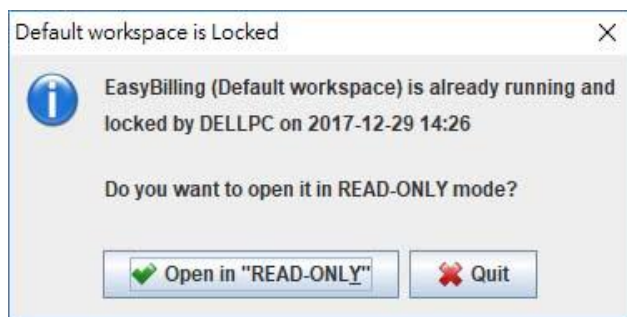 Default workspace is Locked
EasyBilling (Default workspace) is already running and
locked by DELLPC on 2017-12-29 14:26
Do you want to open it in READ-ONLY mode?
Open in "READ-ONLY"
Quit